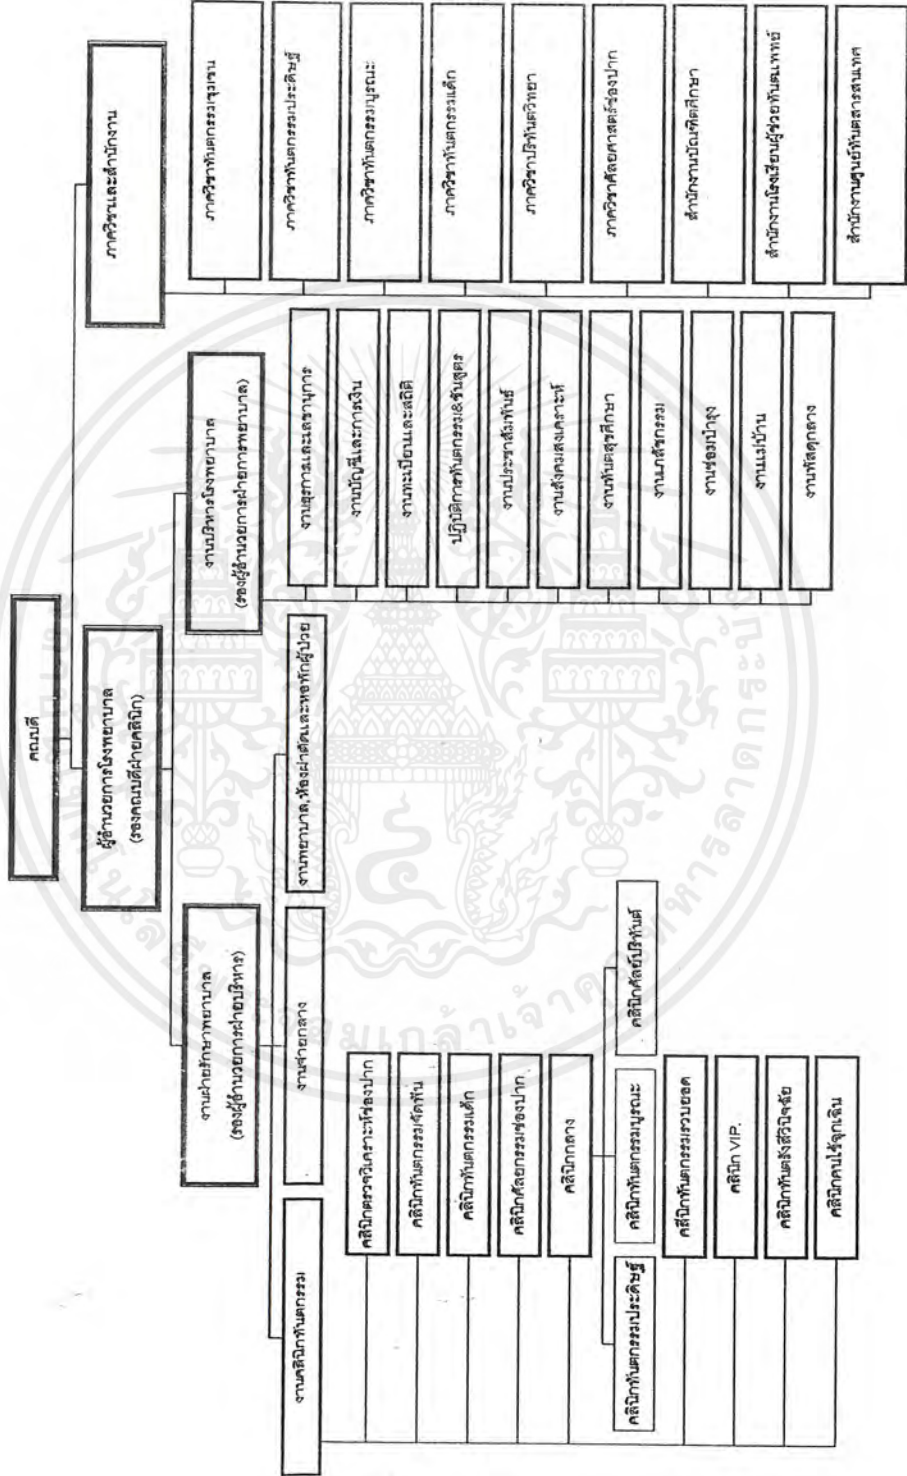 คณบดี
ผู้อำนวยการโรงพยาบาล
(รองคณบดีฝ่ายคลินิก)
ภาควิชาและสำนักงาน
งานฝ่ายรักษาพยาบาล
(รองผู้อำนวยการฝ่ายบริหาร)
งานบริหารโรงพยาบาล
(รองผู้อำนวยการฝ่ายการพยาบาล)
งานคลินิกทันตกรรม
งานจ่ายกลาง
งานพยาบาล,ห้องผ่าตัดและหอพักผู้ป่วย
คลินิกตรวจวิเคราะห์ช่องปาก
คลินิกทันตกรรมจัดฟัน
คลินิกทันตกรรมเด็ก
คลินิกศัลยกรรมช่องปาก
คลินิกกลาง
คลินิกทันตกรรมประดิษฐ์
คลินิกทันตกรรมบูรณะ
คลินิกศัลย์ปริทันต์
คลินิกทันตกรรมรวบยอด
คลินิก VIP.
คลินิกทันตรังสีวินิจฉัย
คลินิกคนไข้ฉุกเฉิน
งานธุรการและเลขานุการ
งานบัญชีและการเงิน
งานทะเบียนและสถิติ
ปฏิบัติการทันตกรรม&ชันสูตร
งานประชาสัมพันธ์
งานสังคมสงเคราะห์
งานทันตสุขศึกษา
งานเภสัชกรรม
งานซ่อมบำรุง
งานแม่บ้าน
งานพัสดุกลาง
ภาควิชาทันตกรรมชุมชน
ภาควิชาทันตกรรมประดิษฐ์
ภาควิชาทันตกรรมบูรณะ
ภาควิชาทันตกรรมเด็ก
ภาควิชาปริทันตวิทยา
ภาควิชาศัลยศาสตร์ช่องปาก
สำนักงานบัณฑิตศึกษา
สำนักงานโรงเรียนผู้ช่วยทันตแพทย์
สำนักงานศูนย์ทันตสารสนเทศ